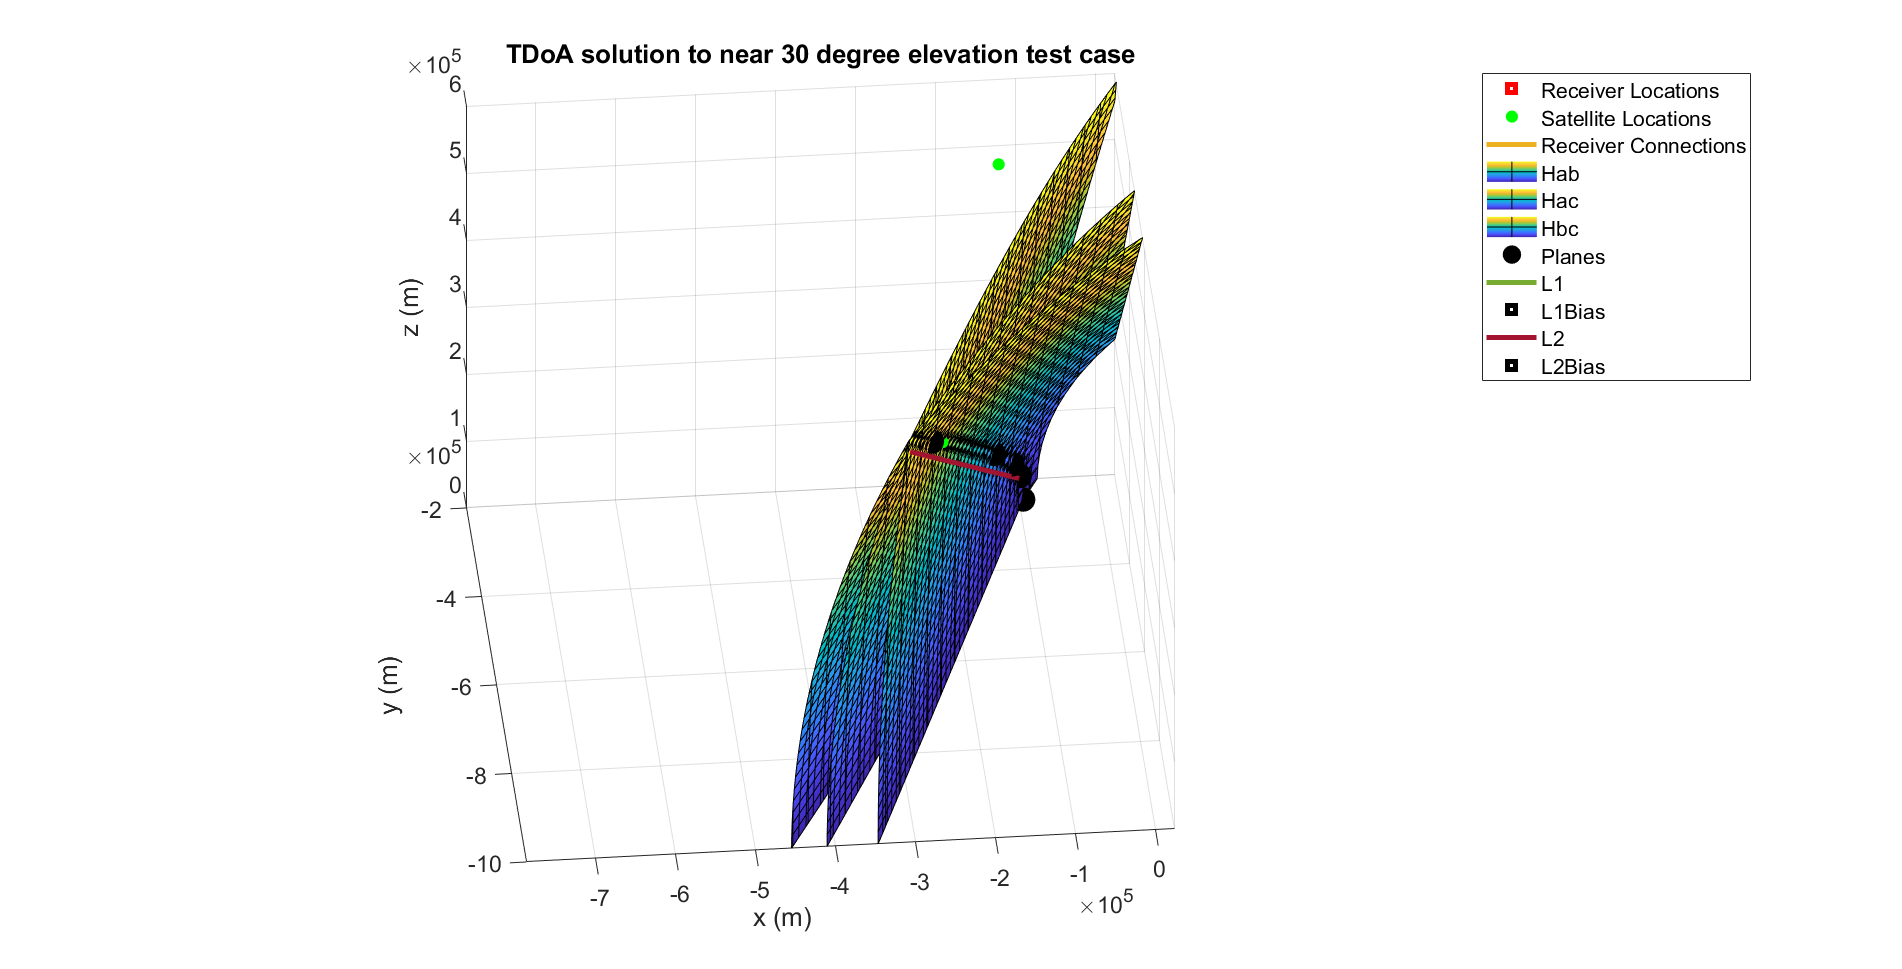 TDoA solution to near 30 degree elevation test case
×10^5
6
5
4
3
2
1
0
z (m)
×10^5
-2
-4
-6
-8
-10
y (m)
-7
-6
-5
-4
-3
-2
-1
0
×10^5
x (m)
Receiver Locations
Satellite Locations
Receiver Connections
Hab
Hac
Hbc
Planes
L1
L1Bias
L2
L2Bias